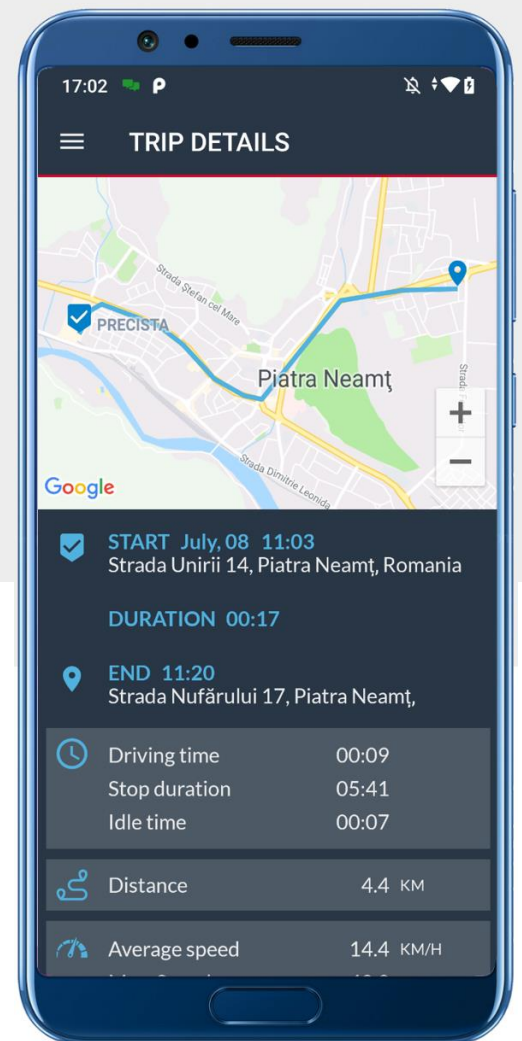 17:02
TRIP DETAILS
Strada Ștefan cel Mare
PRECISTA
Piatra Neamţ
Strada
+
−
Strada Dimitrie Leonida
Google
START July, 08 11:03
Strada Unirii 14, Piatra Neamţ, Romania
DURATION 00:17
END 11:20
Strada Nufărului 17, Piatra Neamţ,
Driving time 00:09
Stop duration 05:41
Idle time 00:07
Distance 4.4 KM
Average speed 14.4 KM/H